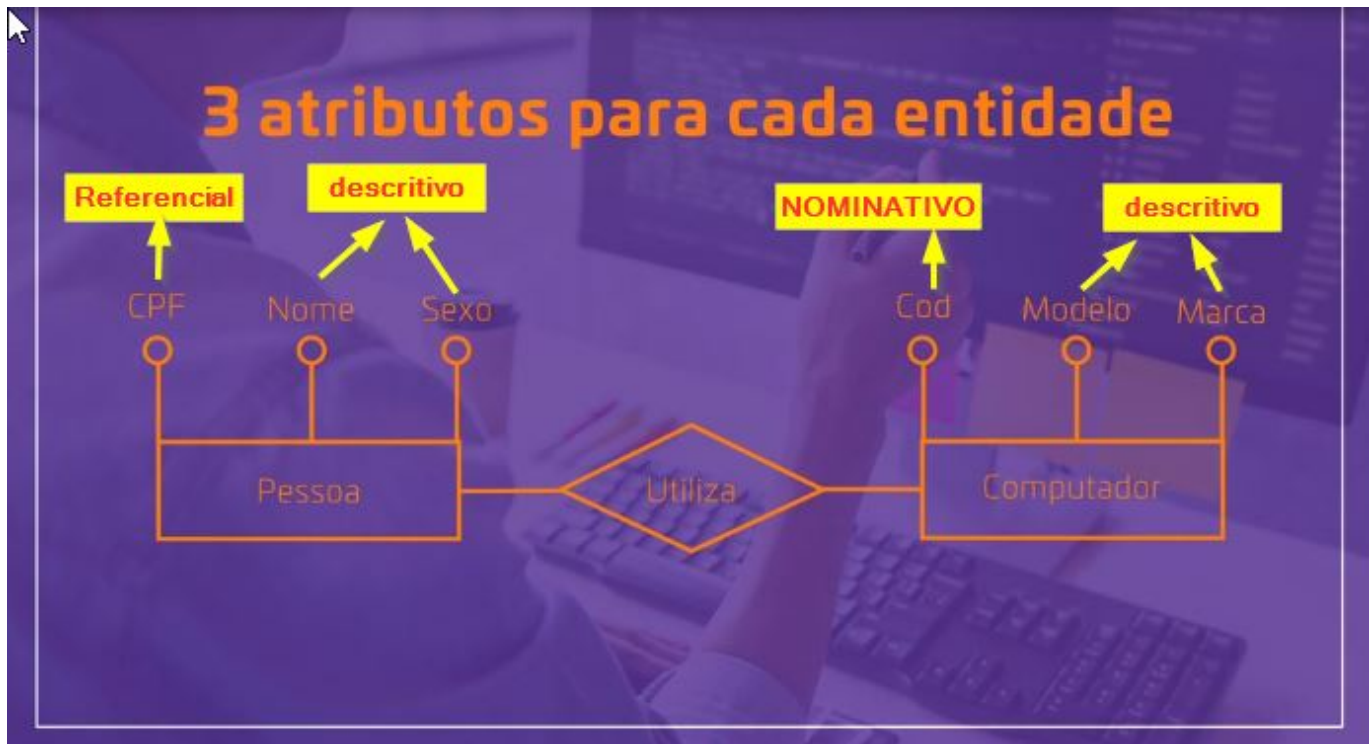 3 atributos para cada entidade
Referencial
descritivo
NOMINATIVO
descritivo
CPF
Nome
Sexo
Cod
Modelo
Marca
Pessoa
Utiliza
Computador